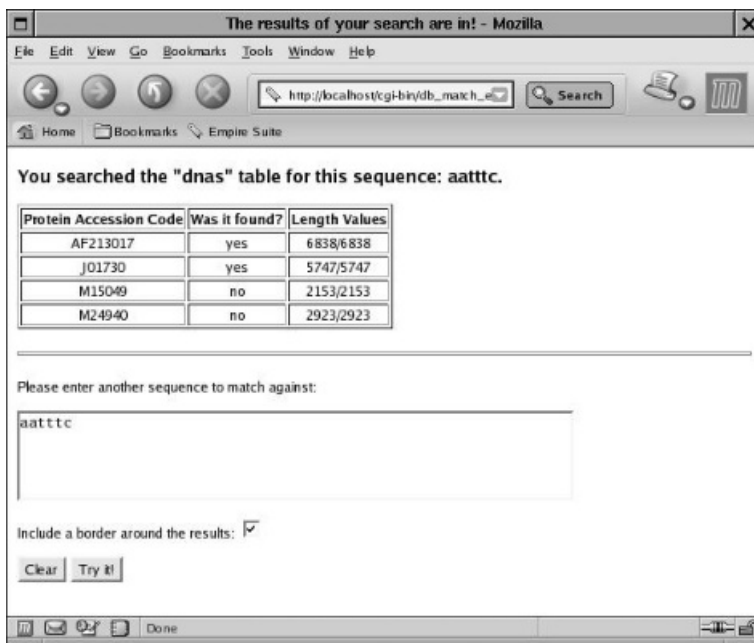 The results of your search are in! - Mozilla
File Edit View Go Bookmarks Tools Window Help
http://localhost/cgi-bin/db_match_e Search
Home Bookmarks Empire Suite
You searched the "dnas" table for this sequence: aatttc.
Protein Accession Code Was it found? Length Values
AF213017 yes 6838/6838
J01730 yes 5747/5747
M15049 no 2153/2153
M24940 no 2923/2923
Please enter another sequence to match against:
aatttc
Include a border around the results:
Clear Try it!
Done